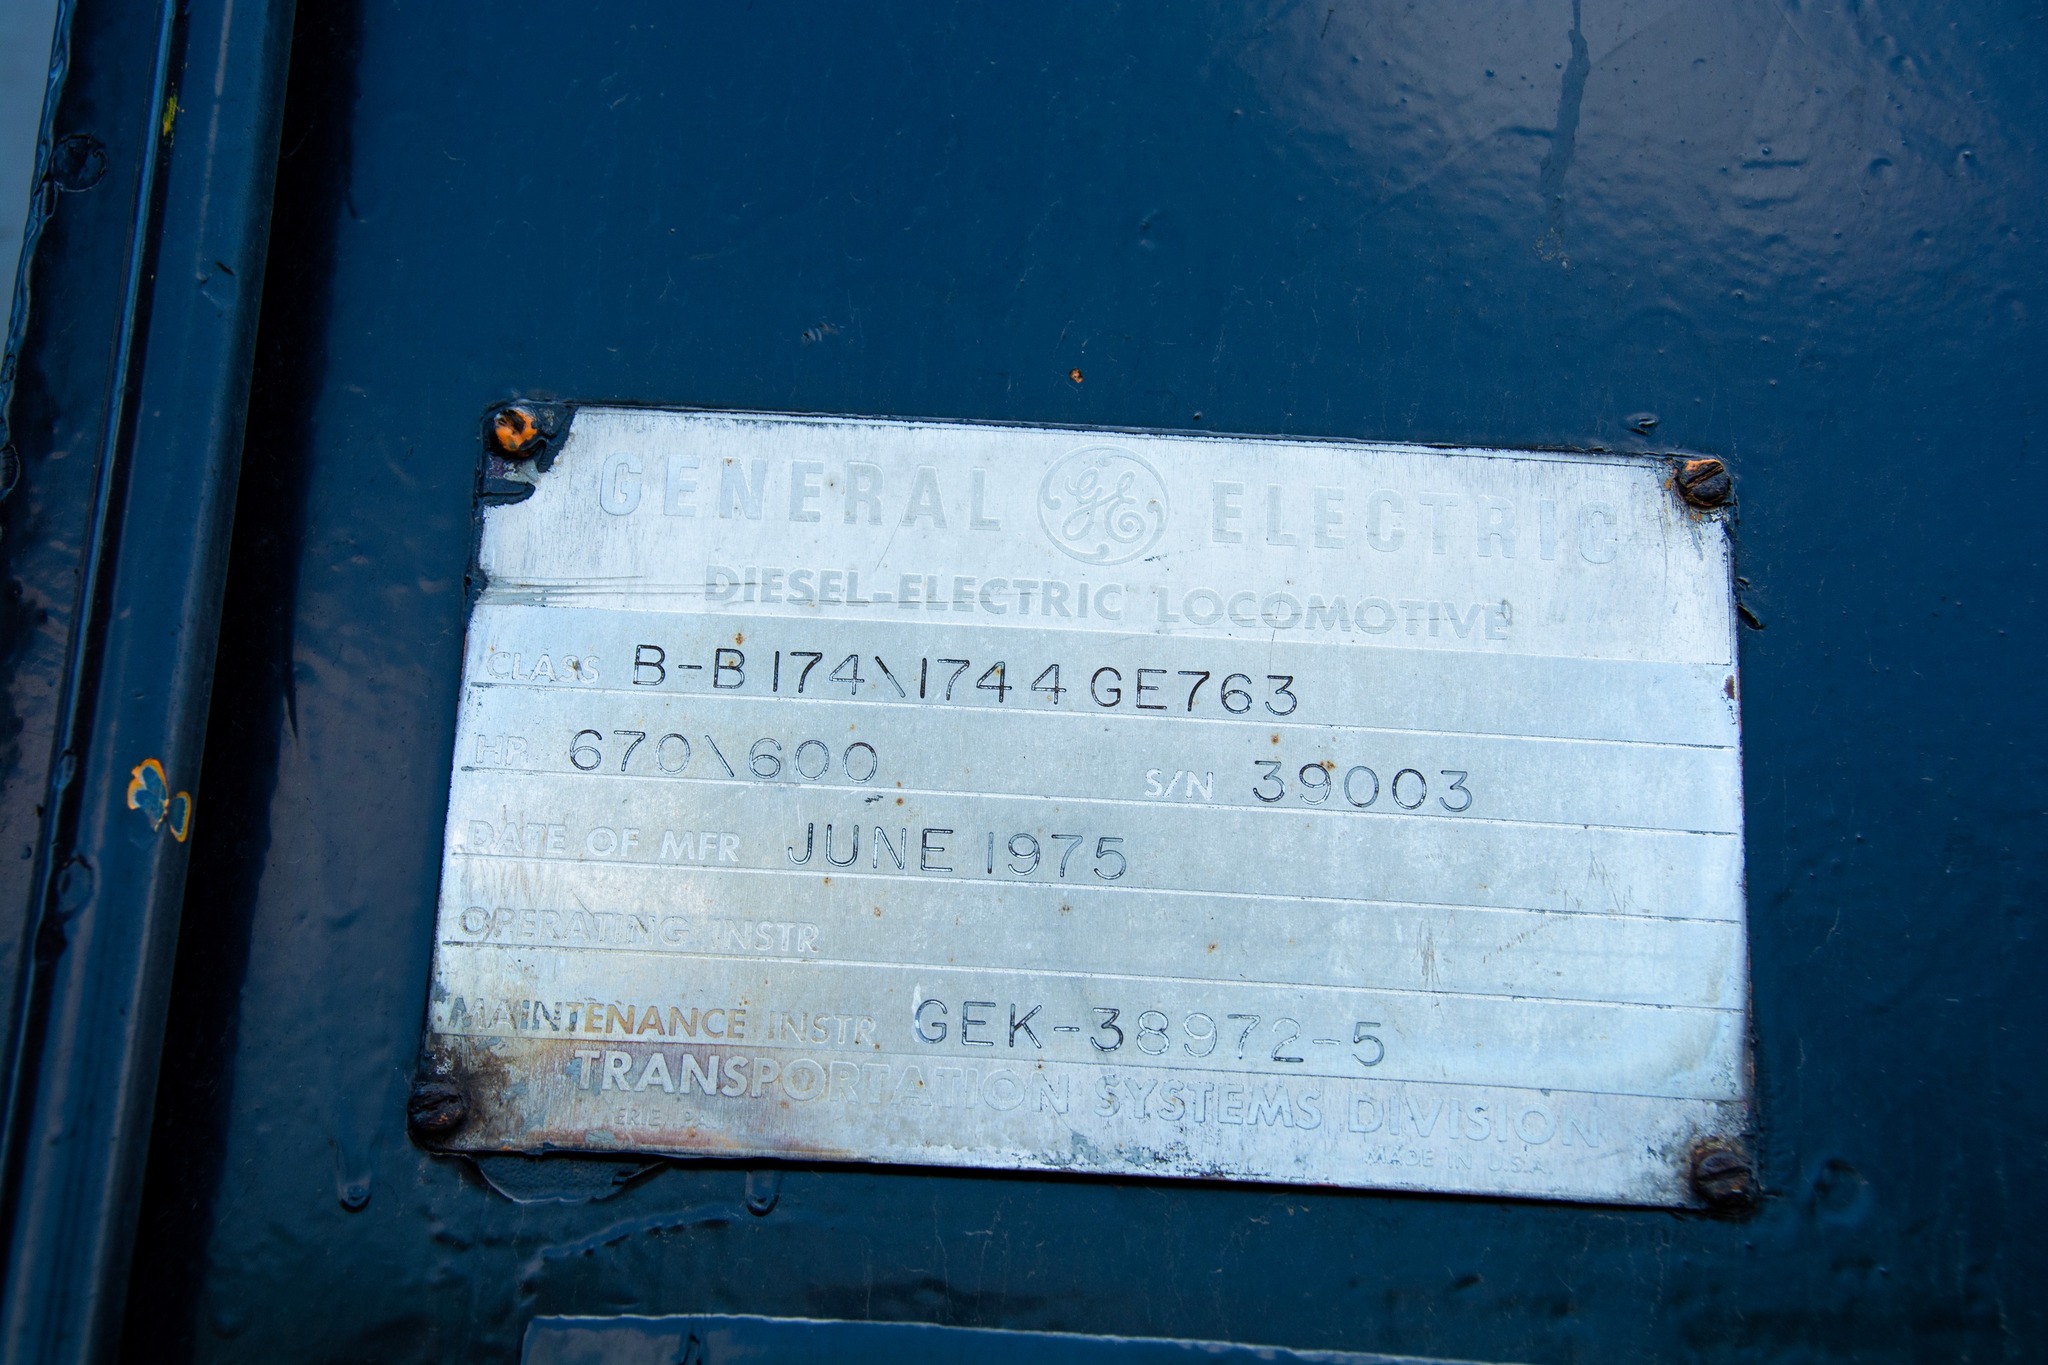 GENERAL GE ELECTRIC
DIESEL-ELECTRIC LOCOMOTIVE
CLASS B-B 174\174 4 GE763
HP 670\600 S/N 39003
DATE OF MFR JUNE 1975
OPERATING INSTR
MAINTENANCE INSTR GEK-38972-5
TRANSPORTATION SYSTEMS DIVISION
ERIE PA
MADE IN U.S.A.